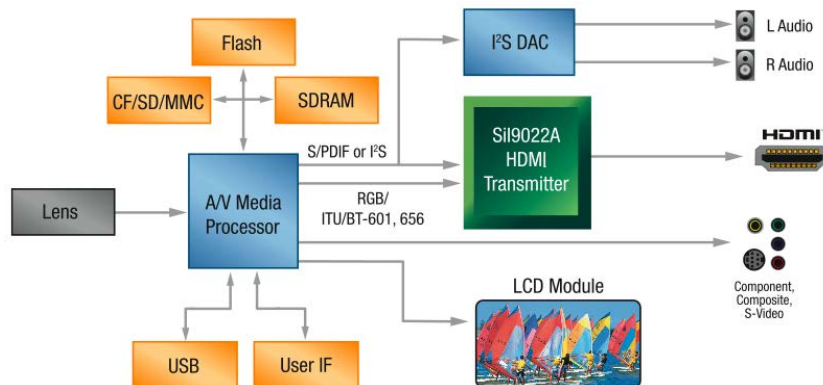 Flash
I²S DAC
L Audio
R Audio
CF/SD/MMC
SDRAM
S/PDIF or I²S
SiI9022A
HDMI
Transmitter
HDMI
Lens
A/V Media
Processor
RGB/
ITU/BT-601, 656
LCD Module
Component,
Composite,
S-Video
USB
User IF